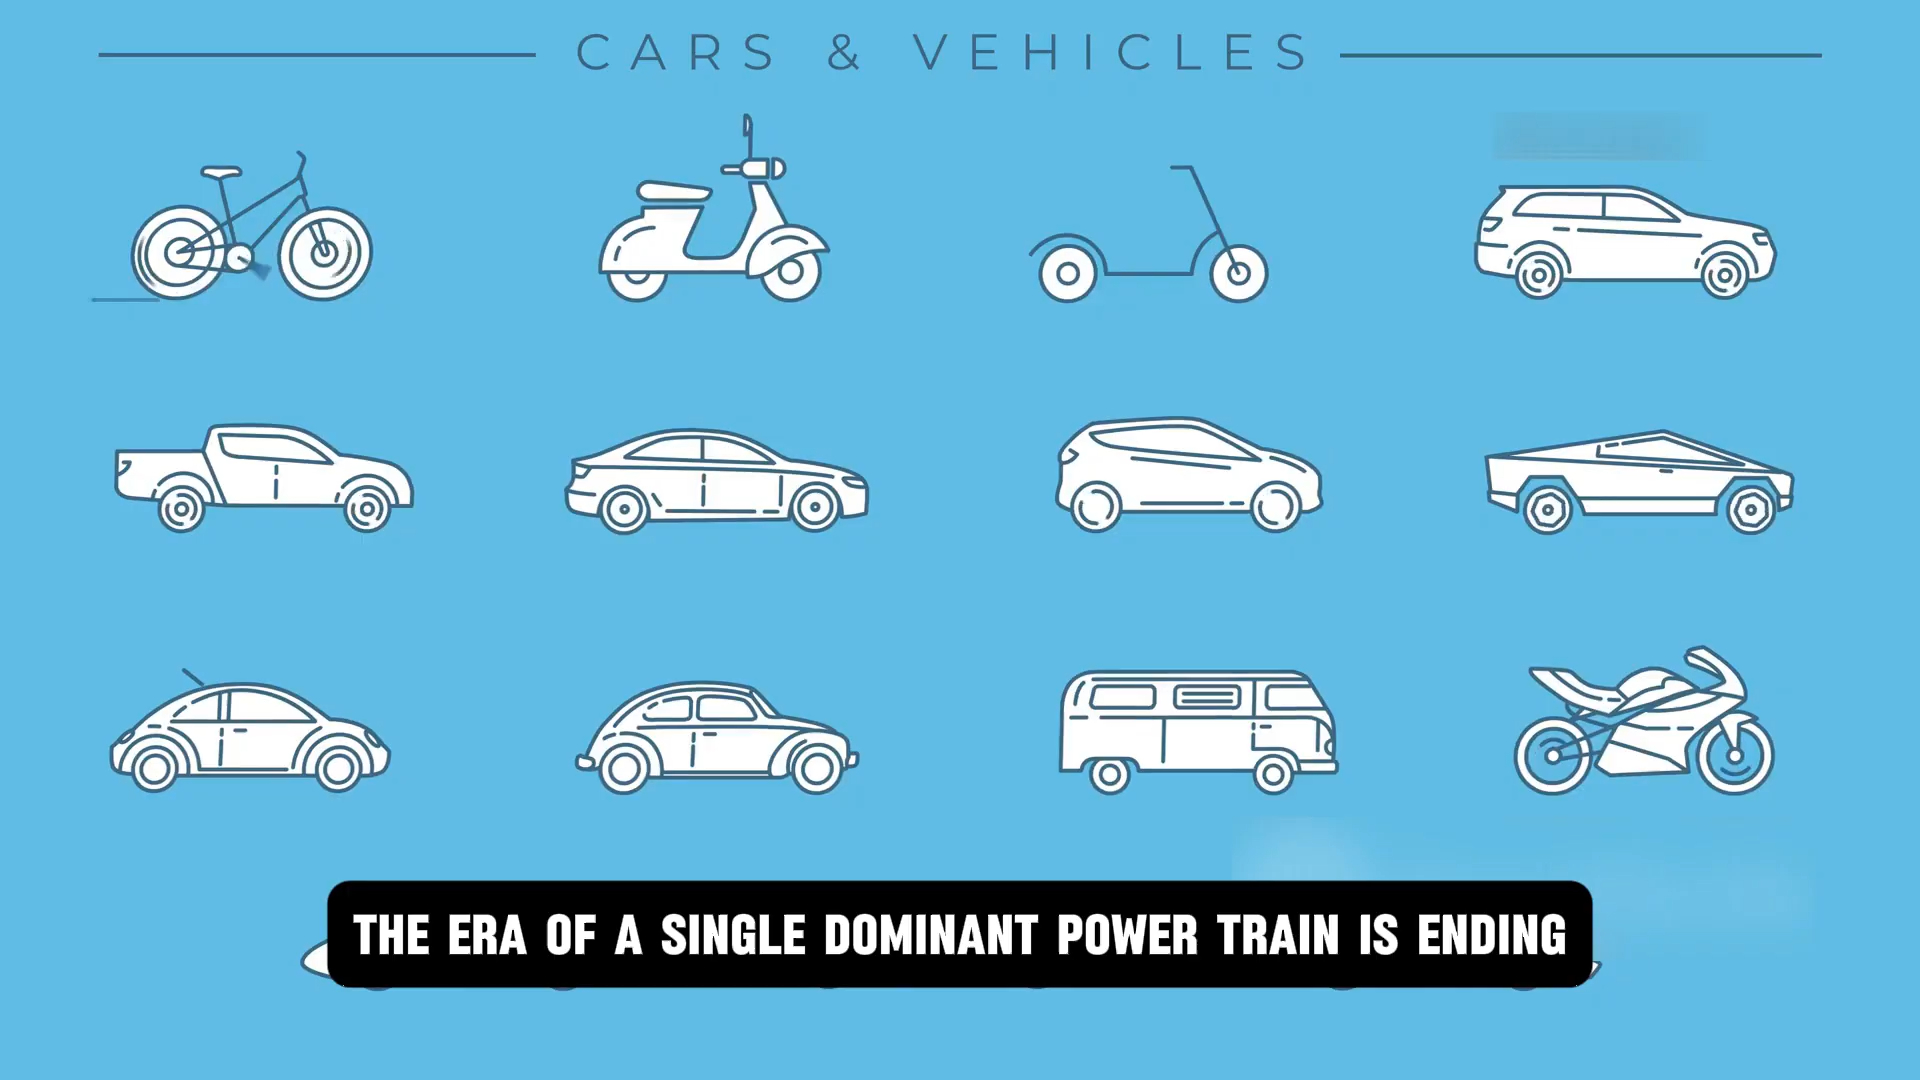 CARS & VEHICLES
THE ERA OF A SINGLE DOMINANT POWER TRAIN IS ENDING